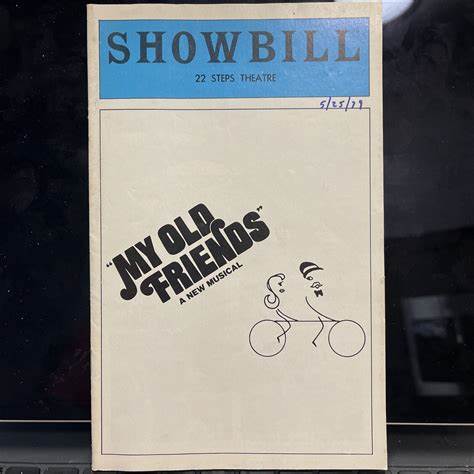 SHOWBILL
22 STEPS THEATRE
5/25/79
"MY OLD
FRIENDS"
A NEW MUSICAL